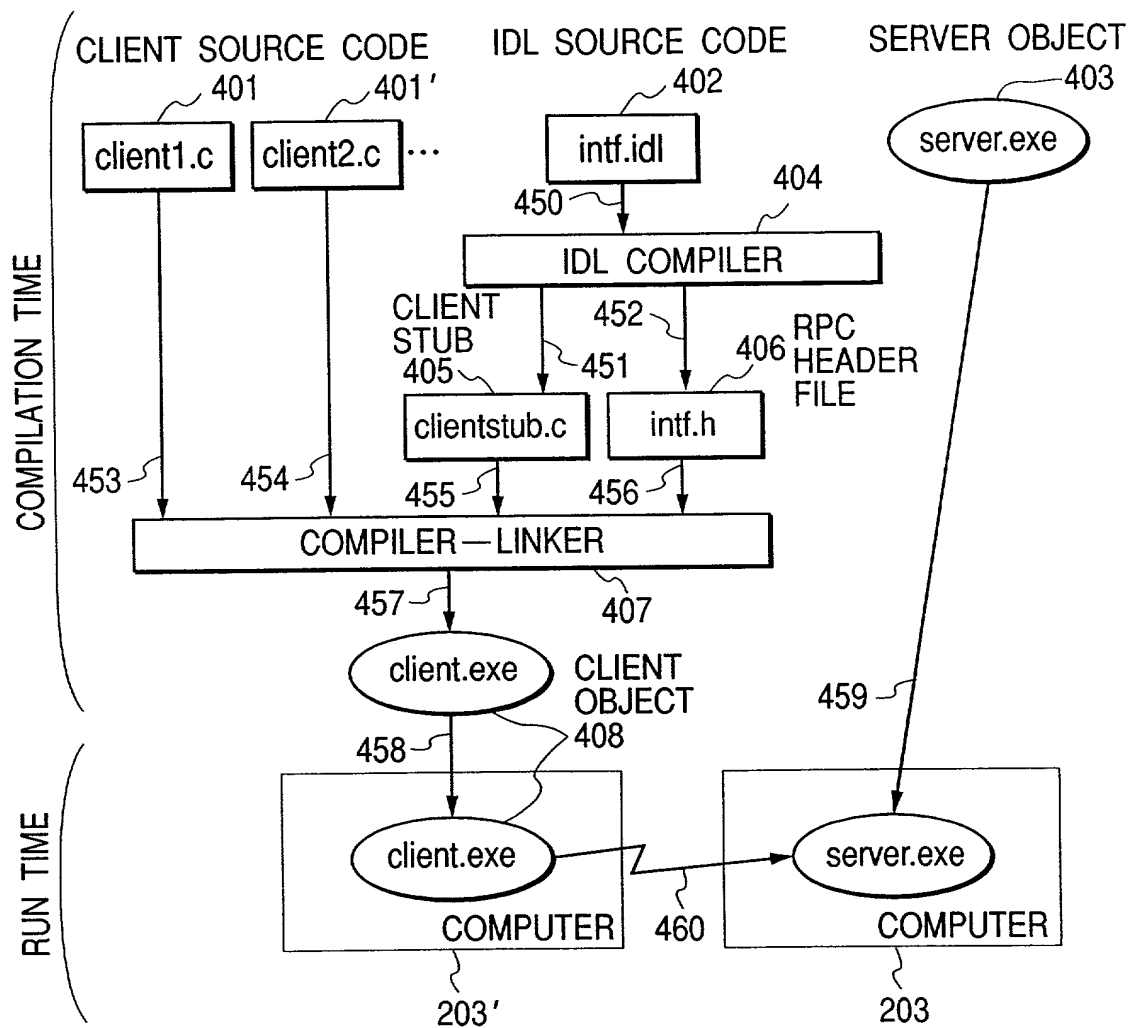 CLIENT SOURCE CODE
IDL SOURCE CODE
SERVER OBJECT
401
401'
402
403
client1.c
client2.c
...
intf.idl
server.exe
450
404
IDL COMPILER
COMPILATION TIME
CLIENT
STUB
405
451
452
406
RPC
HEADER
FILE
clientstub.c
intf.h
453
454
455
456
COMPILER—LINKER
457
407
client.exe
CLIENT
OBJECT
408
459
458
RUN TIME
client.exe
server.exe
COMPUTER
460
COMPUTER
203'
203